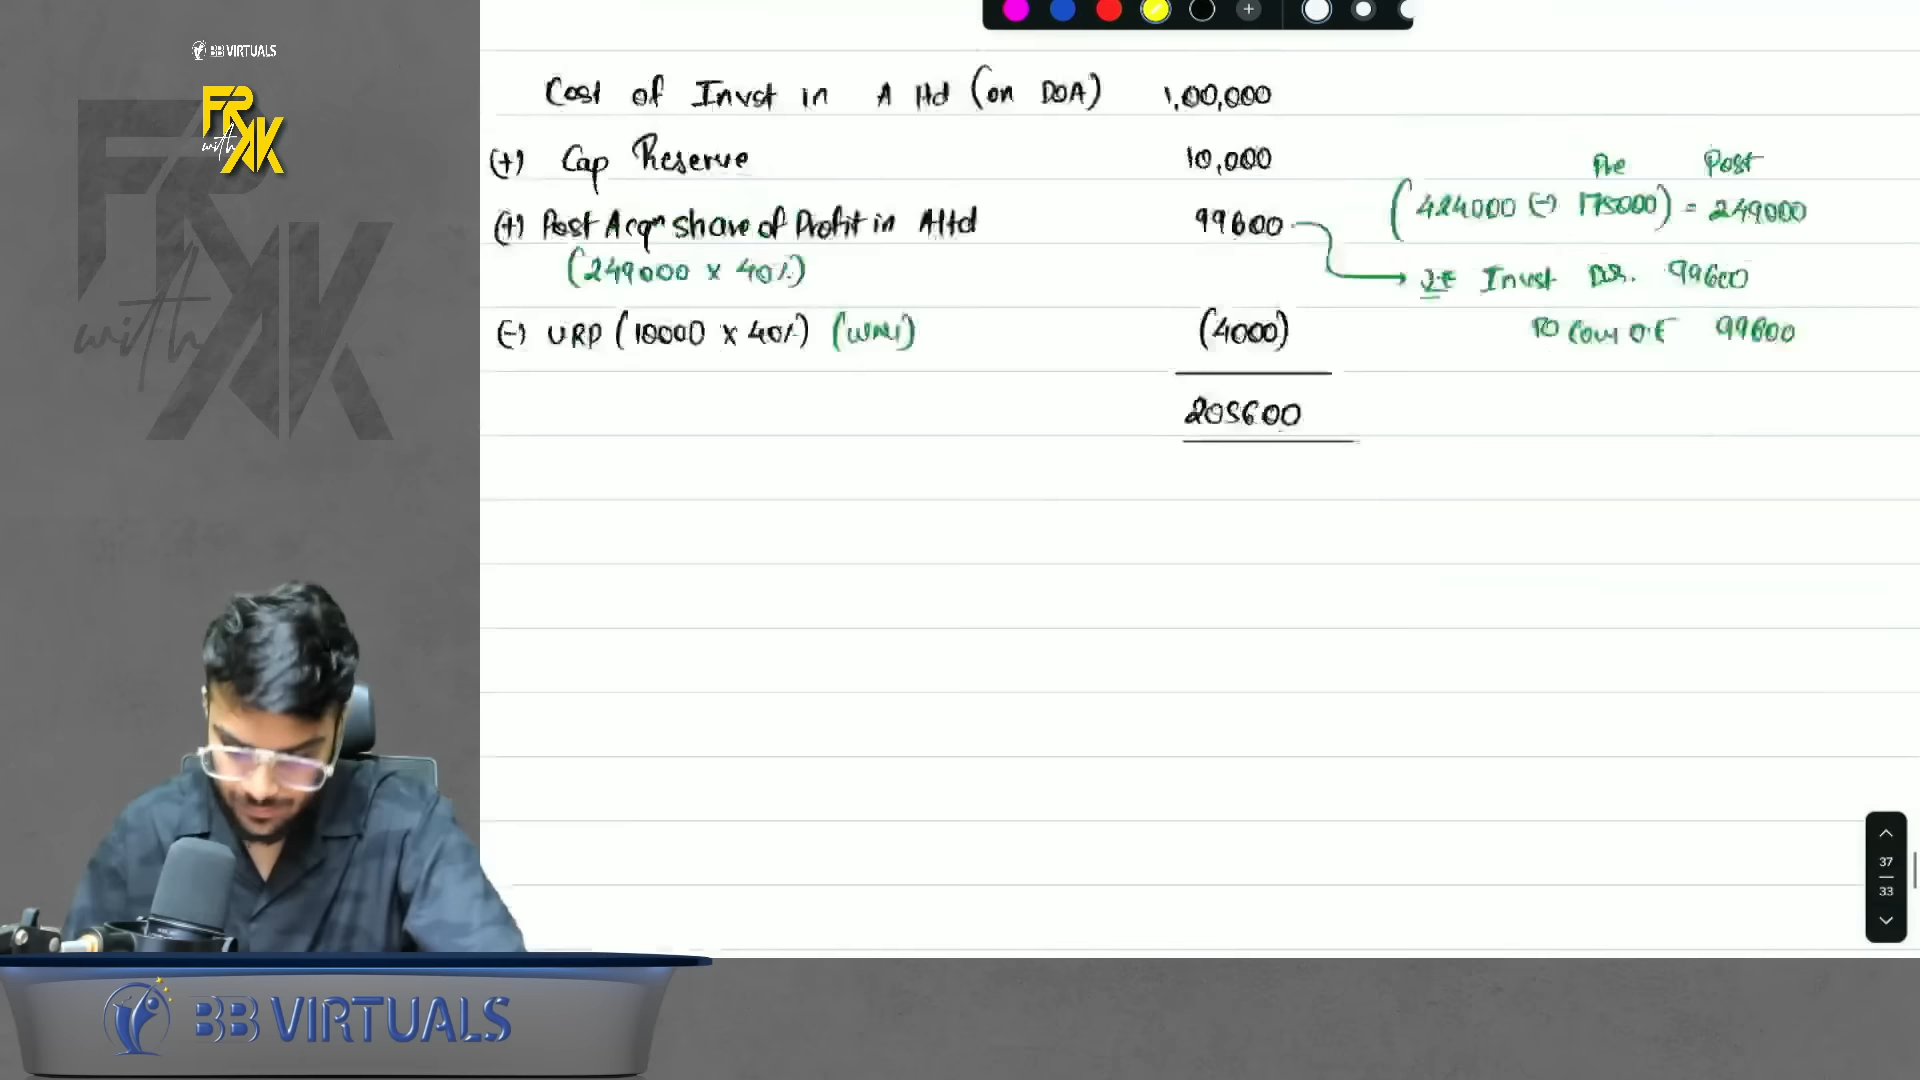 BB VIRTUALS
FR
with
AK
Cost of Invst in A ltd (on DOA) 1,00,000
(+) Cap Reserve 10,000
Pre Post
(+) Post Acqn share of Profit in A ltd 99600
(424000 (-) 175000) = 249000
(249000 x 40%)
JE Invst Dr. 99600
(-) URP (10000 x 40%) (WN1) (4000)
To Cons O.E 99600
205600
37
33
BB VIRTUALS